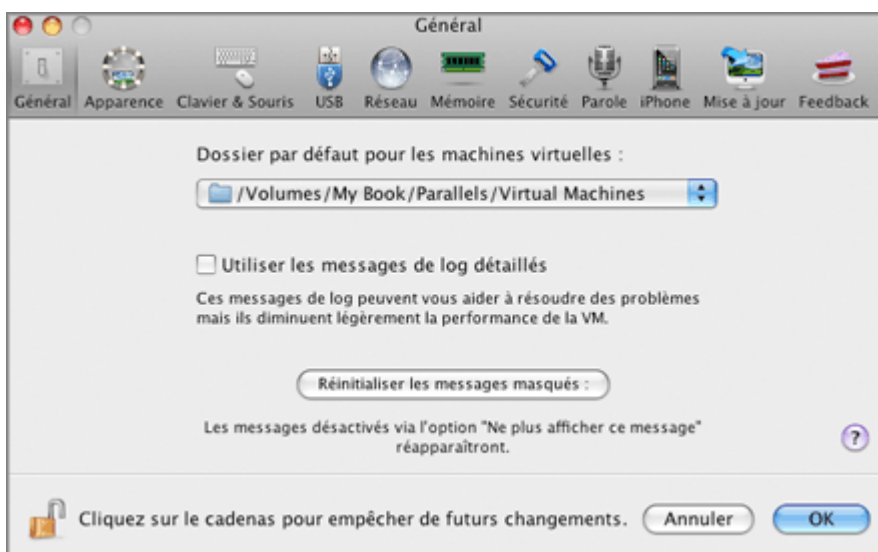 Général
Général Apparence Clavier & Souris USB Réseau Mémoire Sécurité Parole iPhone Mise à jour Feedback
Dossier par défaut pour les machines virtuelles :
/Volumes/My Book/Parallels/Virtual Machines
Utiliser les messages de log détaillés
Ces messages de log peuvent vous aider à résoudre des problèmes
mais ils diminuent légèrement la performance de la VM.
Réinitialiser les messages masqués :
Les messages désactivés via l'option "Ne plus afficher ce message"
réapparaîtront.
?
Cliquez sur le cadenas pour empêcher de futurs changements. Annuler OK